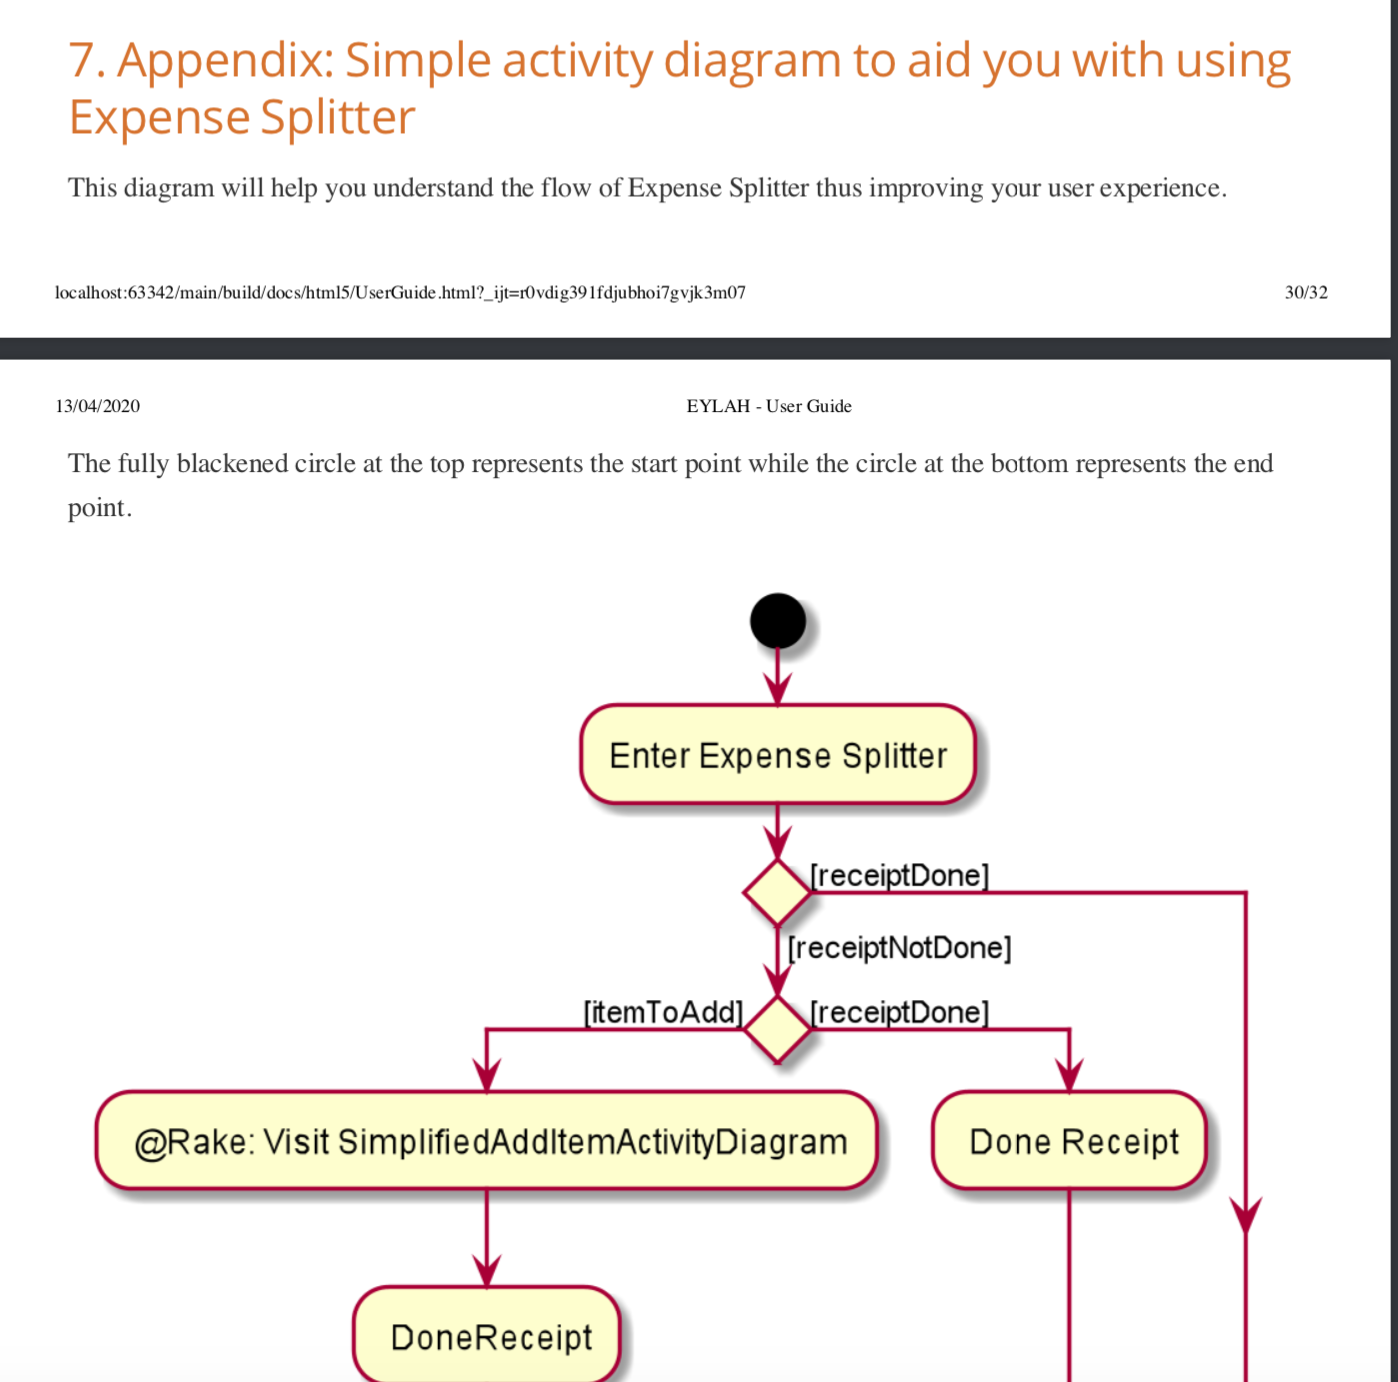 7. Appendix: Simple activity diagram to aid you with using
Expense Splitter
This diagram will help you understand the flow of Expense Splitter thus improving your user experience.
localhost:63342/main/build/docs/html5/UserGuide.html?_ijt=r0vdig391fdjubhoi7gvjk3m07
30/32
13/04/2020
EYLAH - User Guide
The fully blackened circle at the top represents the start point while the circle at the bottom represents the end
point.
Enter Expense Splitter
[receiptDone]
[receiptNotDone]
[itemToAdd]
[receiptDone]
@Rake: Visit SimplifiedAddItemActivityDiagram
Done Receipt
DoneReceipt